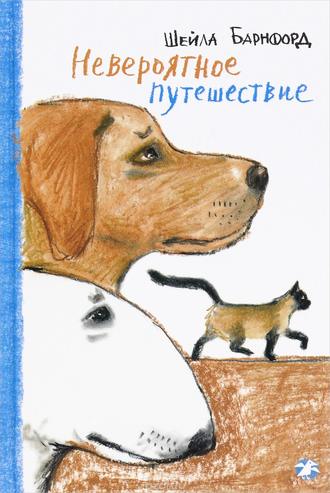 Шейла Барнфорд
Невероятное
путешествие